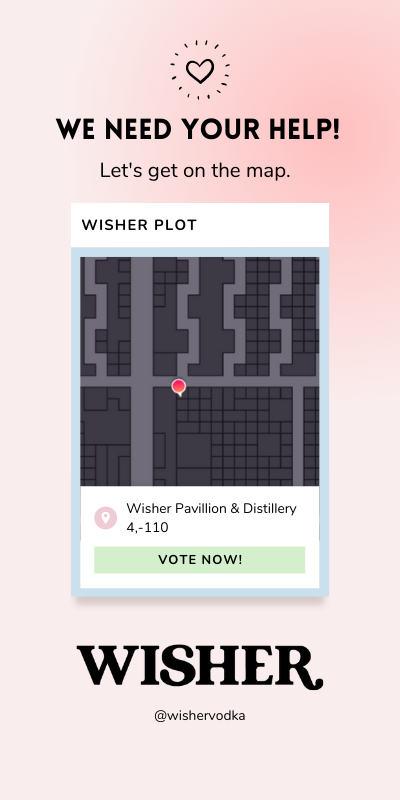 WE NEED YOUR HELP!
Let's get on the map.
WISHER PLOT
Wisher Pavillion & Distillery
4,-110
VOTE NOW!
WISHER
@wishervodka